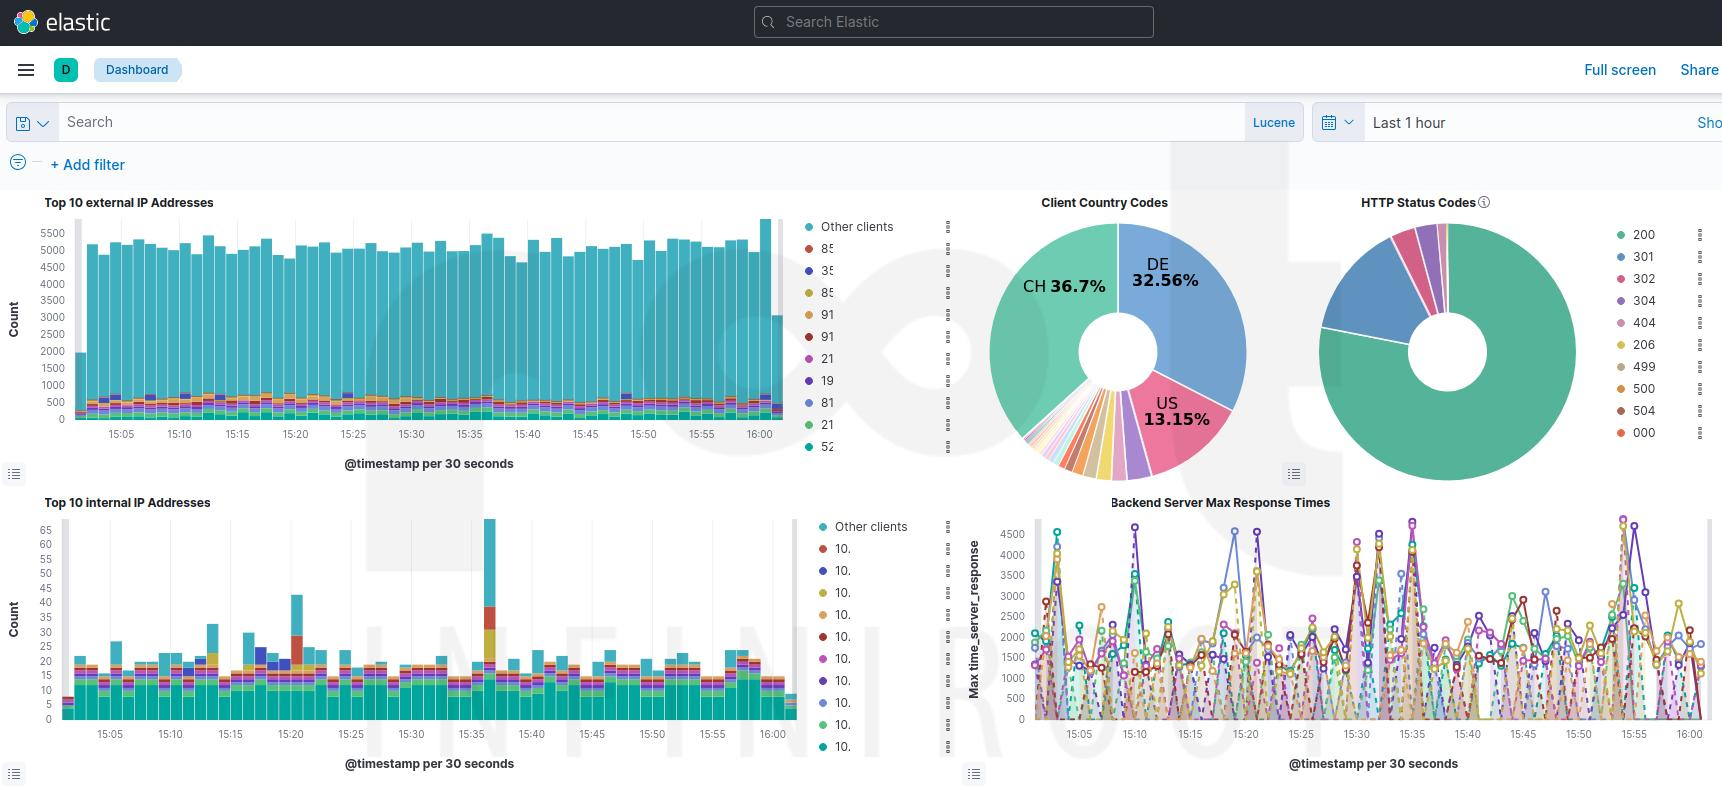 elastic
Search Elastic
D
Dashboard
Full screen
Share
Search
Lucene
Last 1 hour
Sho
+ Add filter
Top 10 external IP Addresses
Count
5500
5000
4500
4000
3500
3000
2500
2000
1500
1000
500
0
15:05 15:10 15:15 15:20 15:25 15:30 15:35 15:40 15:45 15:50 15:55 16:00
@timestamp per 30 seconds
Other clients
85
35
85
91
91
21
19
81
21
52
Client Country Codes
CH 36.7%
DE
32.56%
US
13.15%
HTTP Status Codes
200
301
302
304
404
206
499
500
504
000
Top 10 internal IP Addresses
Count
65
60
55
50
45
40
35
30
25
20
15
10
5
0
15:05 15:10 15:15 15:20 15:25 15:30 15:35 15:40 15:45 15:50 15:55 16:00
@timestamp per 30 seconds
Other clients
10.
10.
10.
10.
10.
10.
10.
10.
10.
10.
Backend Server Max Response Times
Max time_server_response
4500
4000
3500
3000
2500
2000
1500
1000
500
0
15:05 15:10 15:15 15:20 15:25 15:30 15:35 15:40 15:45 15:50 15:55 16:00
@timestamp per 30 seconds
INFINIROOT